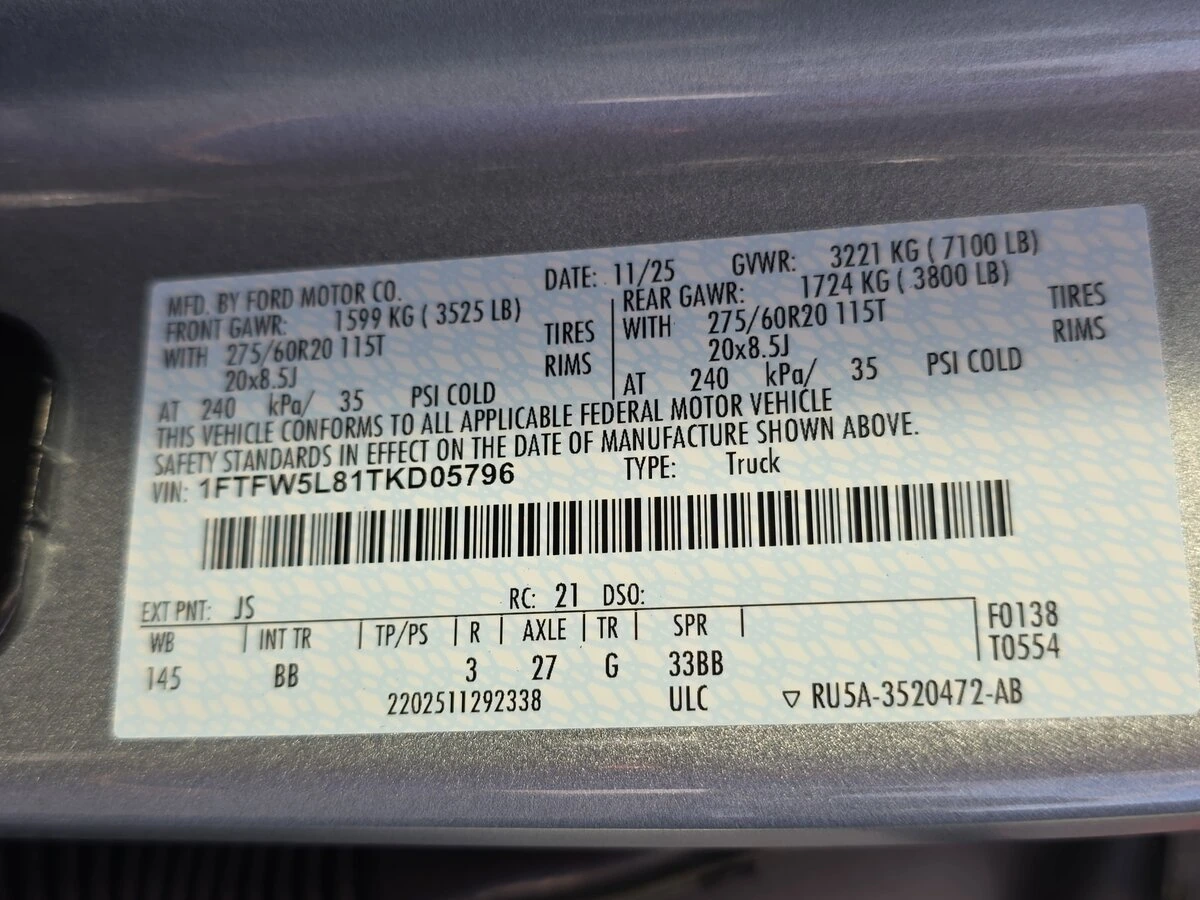 MFD. BY FORD MOTOR CO. DATE: 11/25 GVWR: 3221 KG ( 7100 LB)
FRONT GAWR: 1599 KG ( 3525 LB) REAR GAWR: 1724 KG ( 3800 LB)
WITH 275/60R20 115T TIRES WITH 275/60R20 115T TIRES
20x8.5J RIMS 20x8.5J RIMS
AT 240 kPa/ 35 PSI COLD AT 240 kPa/ 35 PSI COLD
THIS VEHICLE CONFORMS TO ALL APPLICABLE FEDERAL MOTOR VEHICLE
SAFETY STANDARDS IN EFFECT ON THE DATE OF MANUFACTURE SHOWN ABOVE.
VIN: 1FTFW5L81TKD05796 TYPE: Truck
EXT PNT: JS RC: 21 DSO:
WB INT TR TP/PS R AXLE TR SPR F0138
145 BB 3 27 G 33BB T0554
2202511292338 ULC ▽ RU5A-3520472-AB